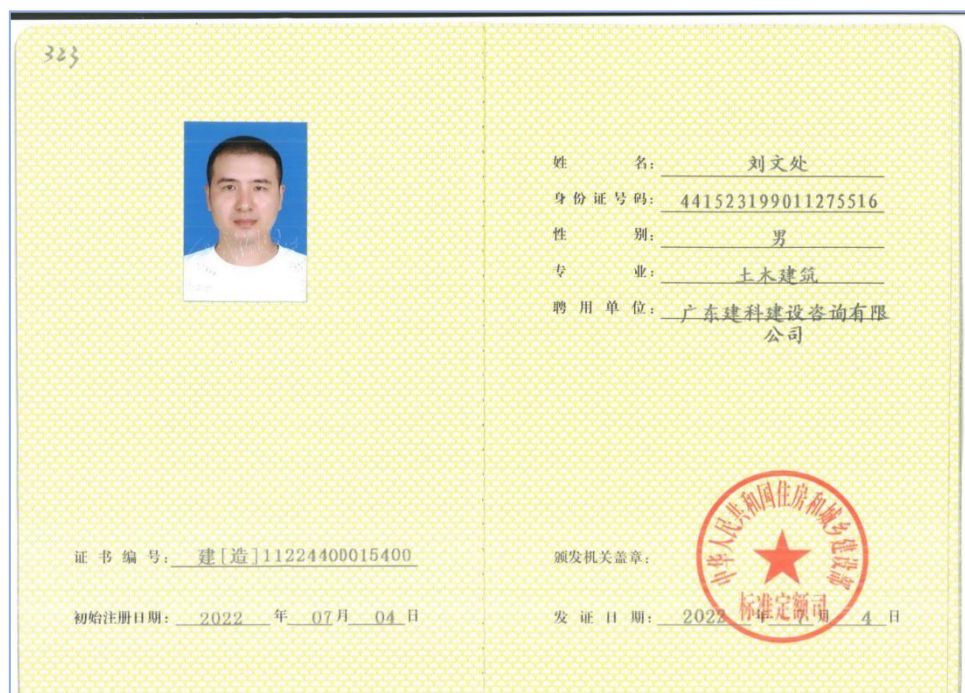 323
姓 名: 刘文处
身份证号码: 441523199011275516
性 别: 男
专 业: 土木建筑
聘用单位: 广东建科建设咨询有限
公司
证书编号: 建[造]11224400015400
初始注册日期: 2022 年 07 月 04 日
颁发机关盖章:
中华人民共和国住房和城乡建设部
标准定额司
发证日期: 2022 年 7 月 4 日